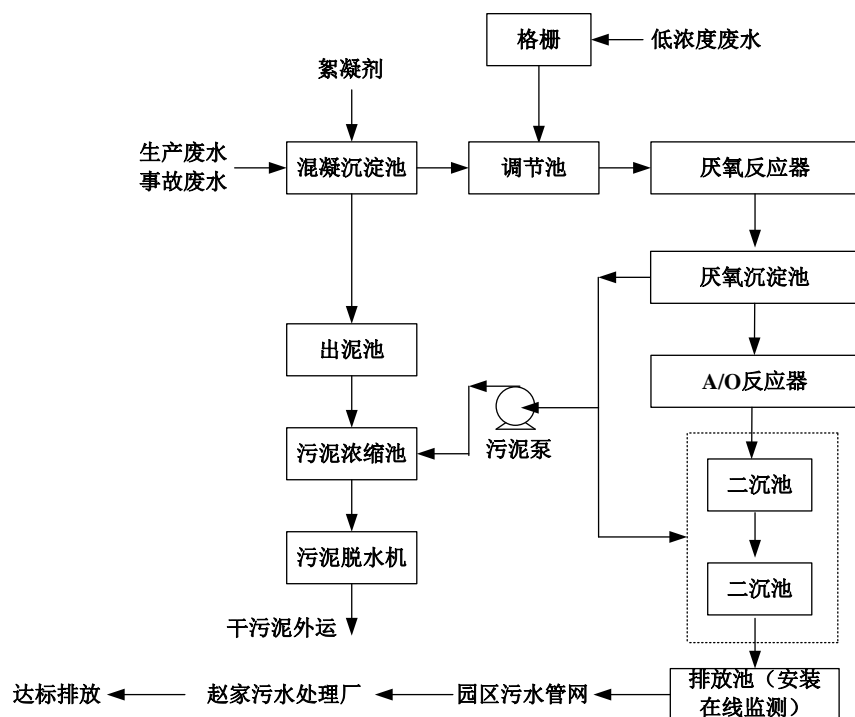 格栅
低浓度废水
絮凝剂
生产废水
事故废水
混凝沉淀池
调节池
厌氧反应器
厌氧沉淀池
出泥池
A/O反应器
污泥浓缩池
污泥泵
二沉池
污泥脱水机
二沉池
干污泥外运
达标排放
赵家污水处理厂
园区污水管网
排放池（安装
在线监测）